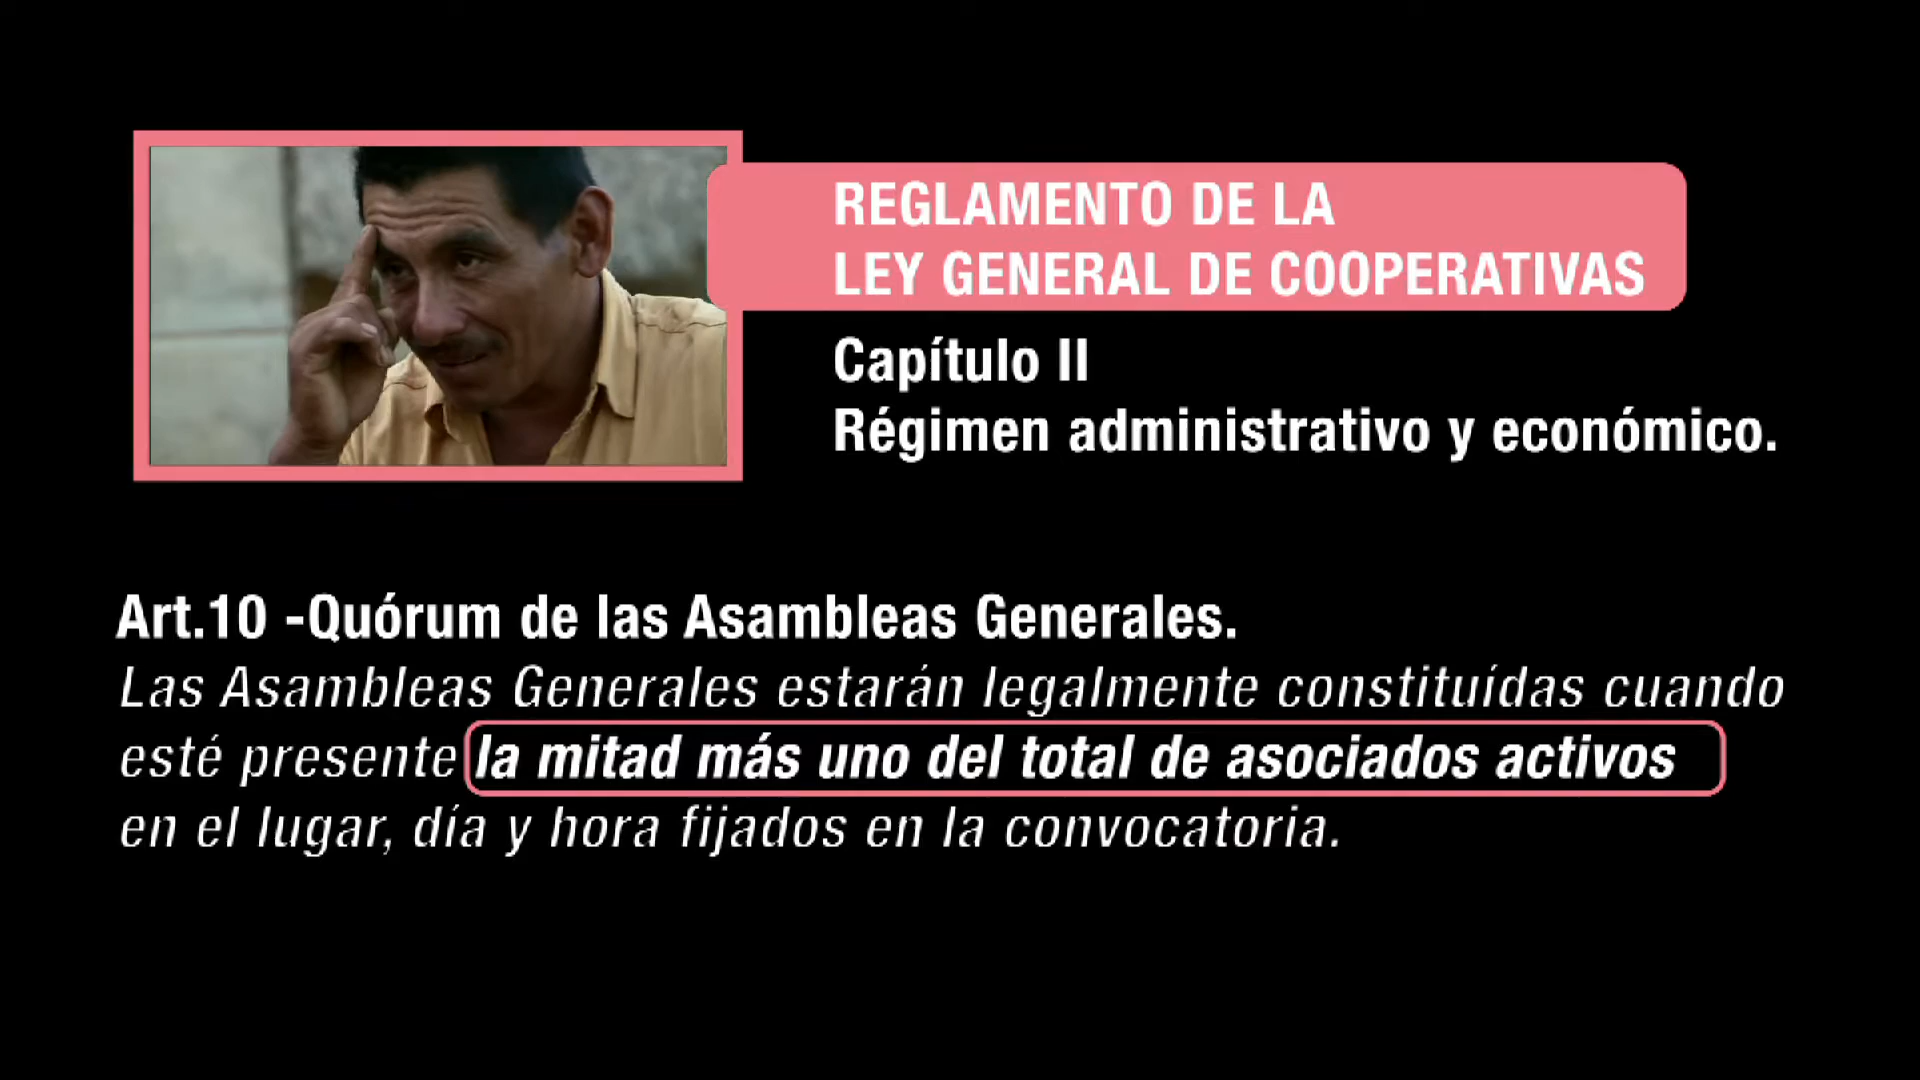 REGLAMENTO DE LA
LEY GENERAL DE COOPERATIVAS
Capítulo II
Régimen administrativo y económico.
Art.10 -Quórum de las Asambleas Generales.
Las Asambleas Generales estarán legalmente constituídas cuando
esté presente la mitad más uno del total de asociados activos
en el lugar, día y hora fijados en la convocatoria.